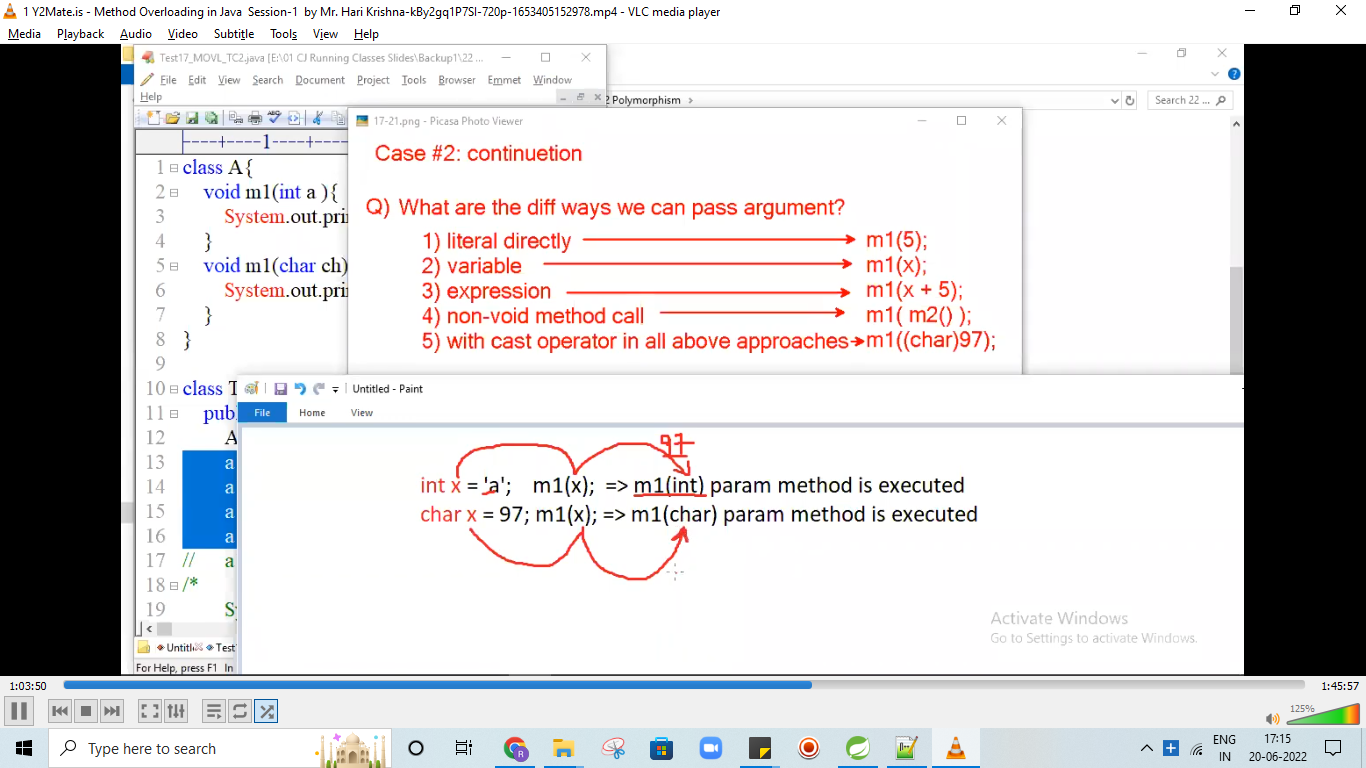 1 Y2Mate.is - Method Overloading in Java Session-1 by Mr. Hari Krishna-kBy2gq1P7SI-720p-1653405152978.mp4 - VLC media player
Media Playback Audio Video Subtitle Tools View Help
Test17_MOVL_TC2.java [E:\01 CJ Running Classes Slides\Backup1\22 ...
File Edit View Search Document Project Tools Browser Emmet Window
Help
2 Polymorphism
Search 22 ...
17-21.png - Picasa Photo Viewer
----+----1----+----
1 class A{
2 void m1(int a ){
3 System.out.pri
4 }
5 void m1(char ch)
6 System.out.pri
7 }
8 }
9
10 class T
11 publ
12 A
13 a
14 a
15 a
16 a
17 // a
18 /*
19 Sy
Case #2: continuetion
Q) What are the diff ways we can pass argument?
1) literal directly m1(5);
2) variable m1(x);
3) expression m1(x + 5);
4) non-void method call m1( m2() );
5) with cast operator in all above approaches m1((char)97);
Untitled - Paint
File Home View
97
int x = 'a'; m1(x); => m1(int) param method is executed
char x = 97; m1(x); => m1(char) param method is executed
Activate Windows
Go to Settings to activate Windows.
Untitl Test
For Help, press F1 In
1:03:50 1:45:57
125%
Type here to search
ENG
IN
17:15
20-06-2022